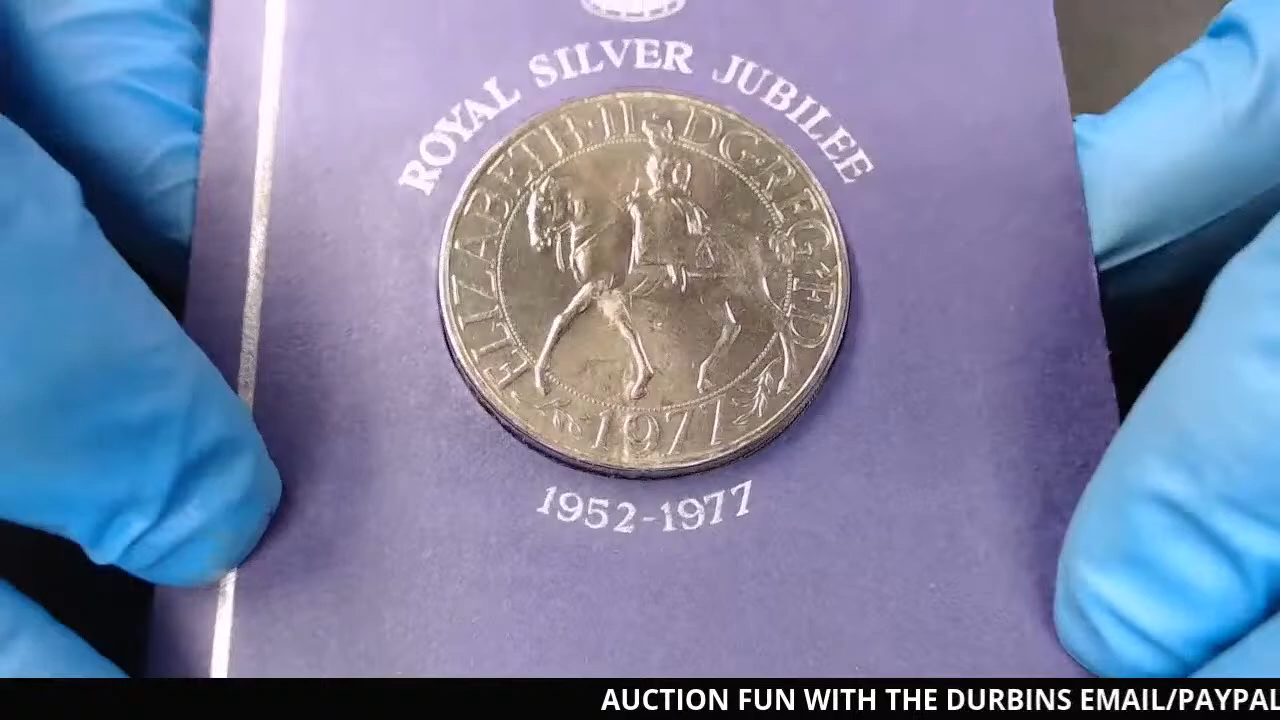 ROYAL SILVER JUBILEE
ELIZABETH·II D·G·REG F·D
1977
1952-1977
AUCTION FUN WITH THE DURBINS EMAIL/PAYPAL